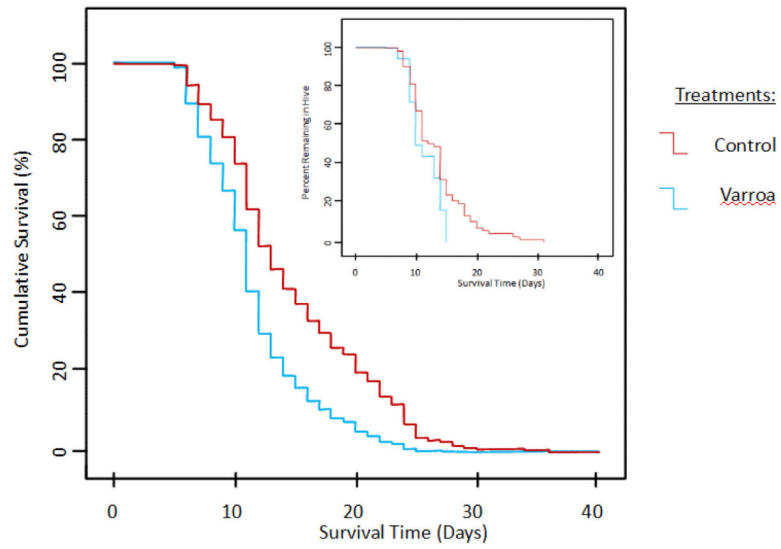 Cumulative Survival (%)
100
80
60
40
20
0
0 10 20 30 40
Survival Time (Days)
Percent Remaining in Hive
100
80
60
40
20
0
0 10 20 30 40
Survival Time (Days)
Treatments:
Control
Varroa